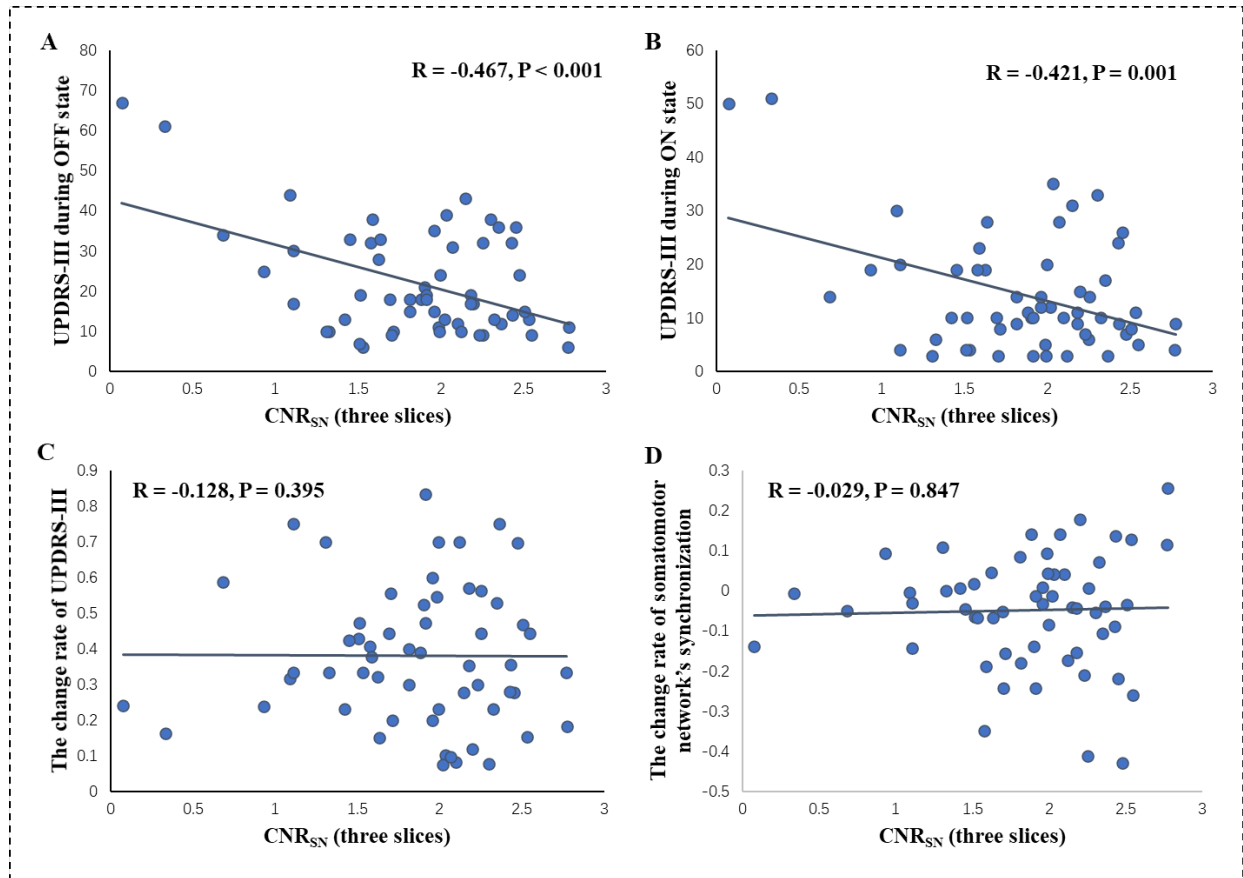 A
R = -0.467, P < 0.001
UPDRS-III during OFF state
80
70
60
50
40
30
20
10
0
0 0.5 1 1.5 2 2.5 3
CNRSN (three slices)
B
R = -0.421, P = 0.001
UPDRS-III during ON state
60
50
40
30
20
10
0
0 0.5 1 1.5 2 2.5 3
CNRSN (three slices)
C
R = -0.128, P = 0.395
The change rate of UPDRS-III
0.9
0.8
0.7
0.6
0.5
0.4
0.3
0.2
0.1
0
0 0.5 1 1.5 2 2.5 3
CNRSN (three slices)
D
R = -0.029, P = 0.847
The change rate of somatomotor
network’s synchronization
0.3
0.2
0.1
0
-0.1
-0.2
-0.3
-0.4
-0.5
0 0.5 1 1.5 2 2.5 3
CNRSN (three slices)